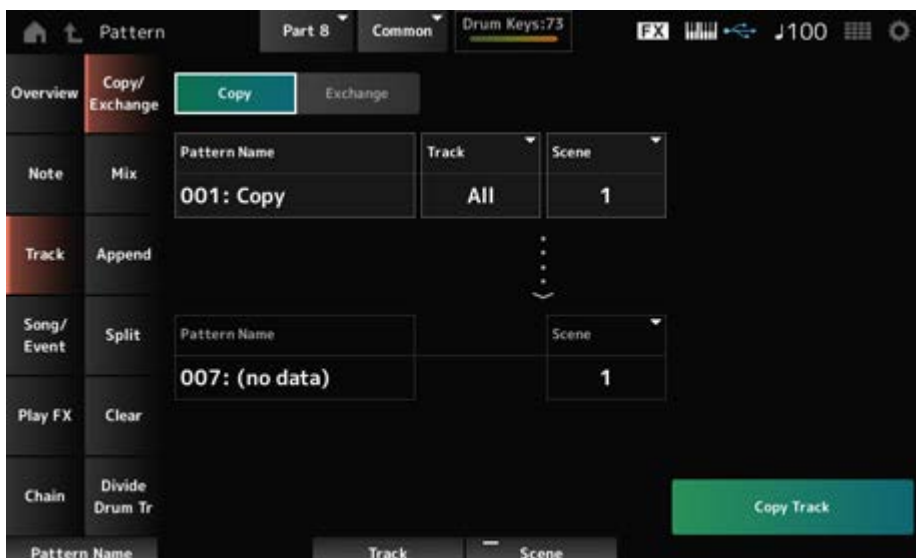 Pattern
Part 8
Common
Drum Keys:73
FX
♩100
Overview
Copy/
Exchange
Copy
Exchange
Note
Mix
Pattern Name
Track
Scene
001: Copy
All
1
Track
Append
Song/
Event
Split
Pattern Name
Scene
007: (no data)
1
Play FX
Clear
Chain
Divide
Drum Tr
Copy Track
Pattern Name
Track
Scene